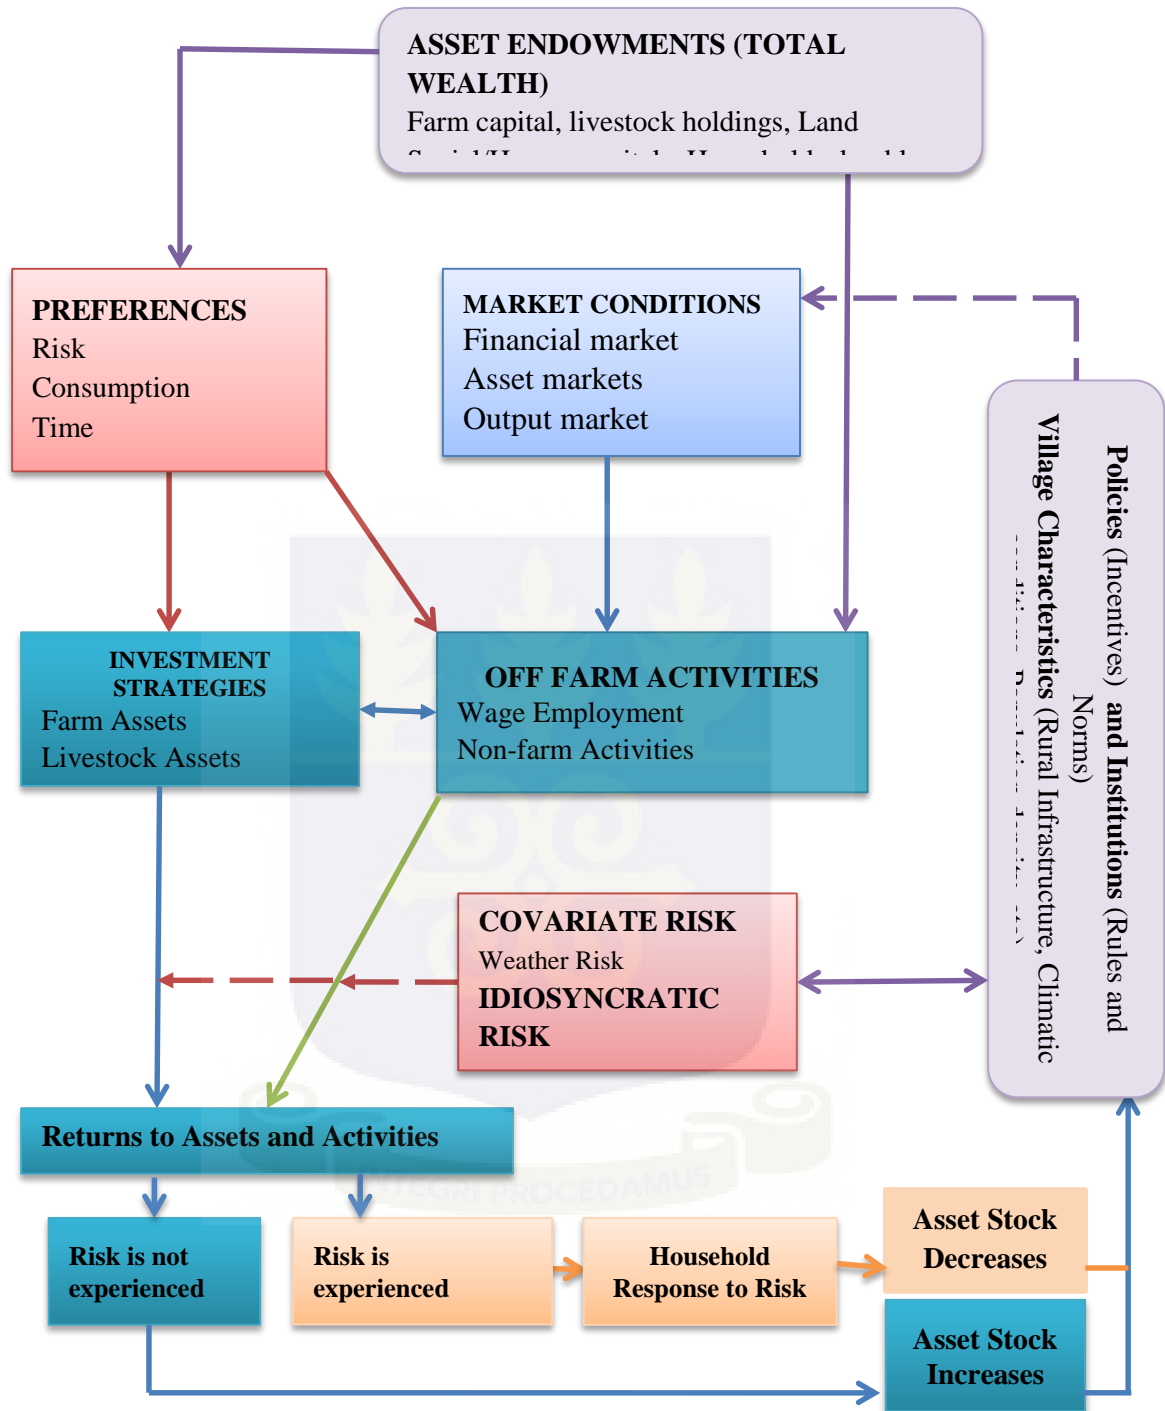 ASSET ENDOWMENTS (TOTAL
WEALTH)
Farm capital, livestock holdings, Land
PREFERENCES
Risk
Consumption
Time
MARKET CONDITIONS
Financial market
Asset markets
Output market
Policies (Incentives) and Institutions (Rules and
Norms)
Village Characteristics (Rural Infrastructure, Climatic
INVESTMENT
STRATEGIES
Farm Assets
Livestock Assets
OFF FARM ACTIVITIES
Wage Employment
Non-farm Activities
COVARIATE RISK
Weather Risk
IDIOSYNCRATIC
RISK
Returns to Assets and Activities
INTEGRI PROCEDAMUS
Risk is not
experienced
Risk is
experienced
Household
Response to Risk
Asset Stock
Decreases
Asset Stock
Increases